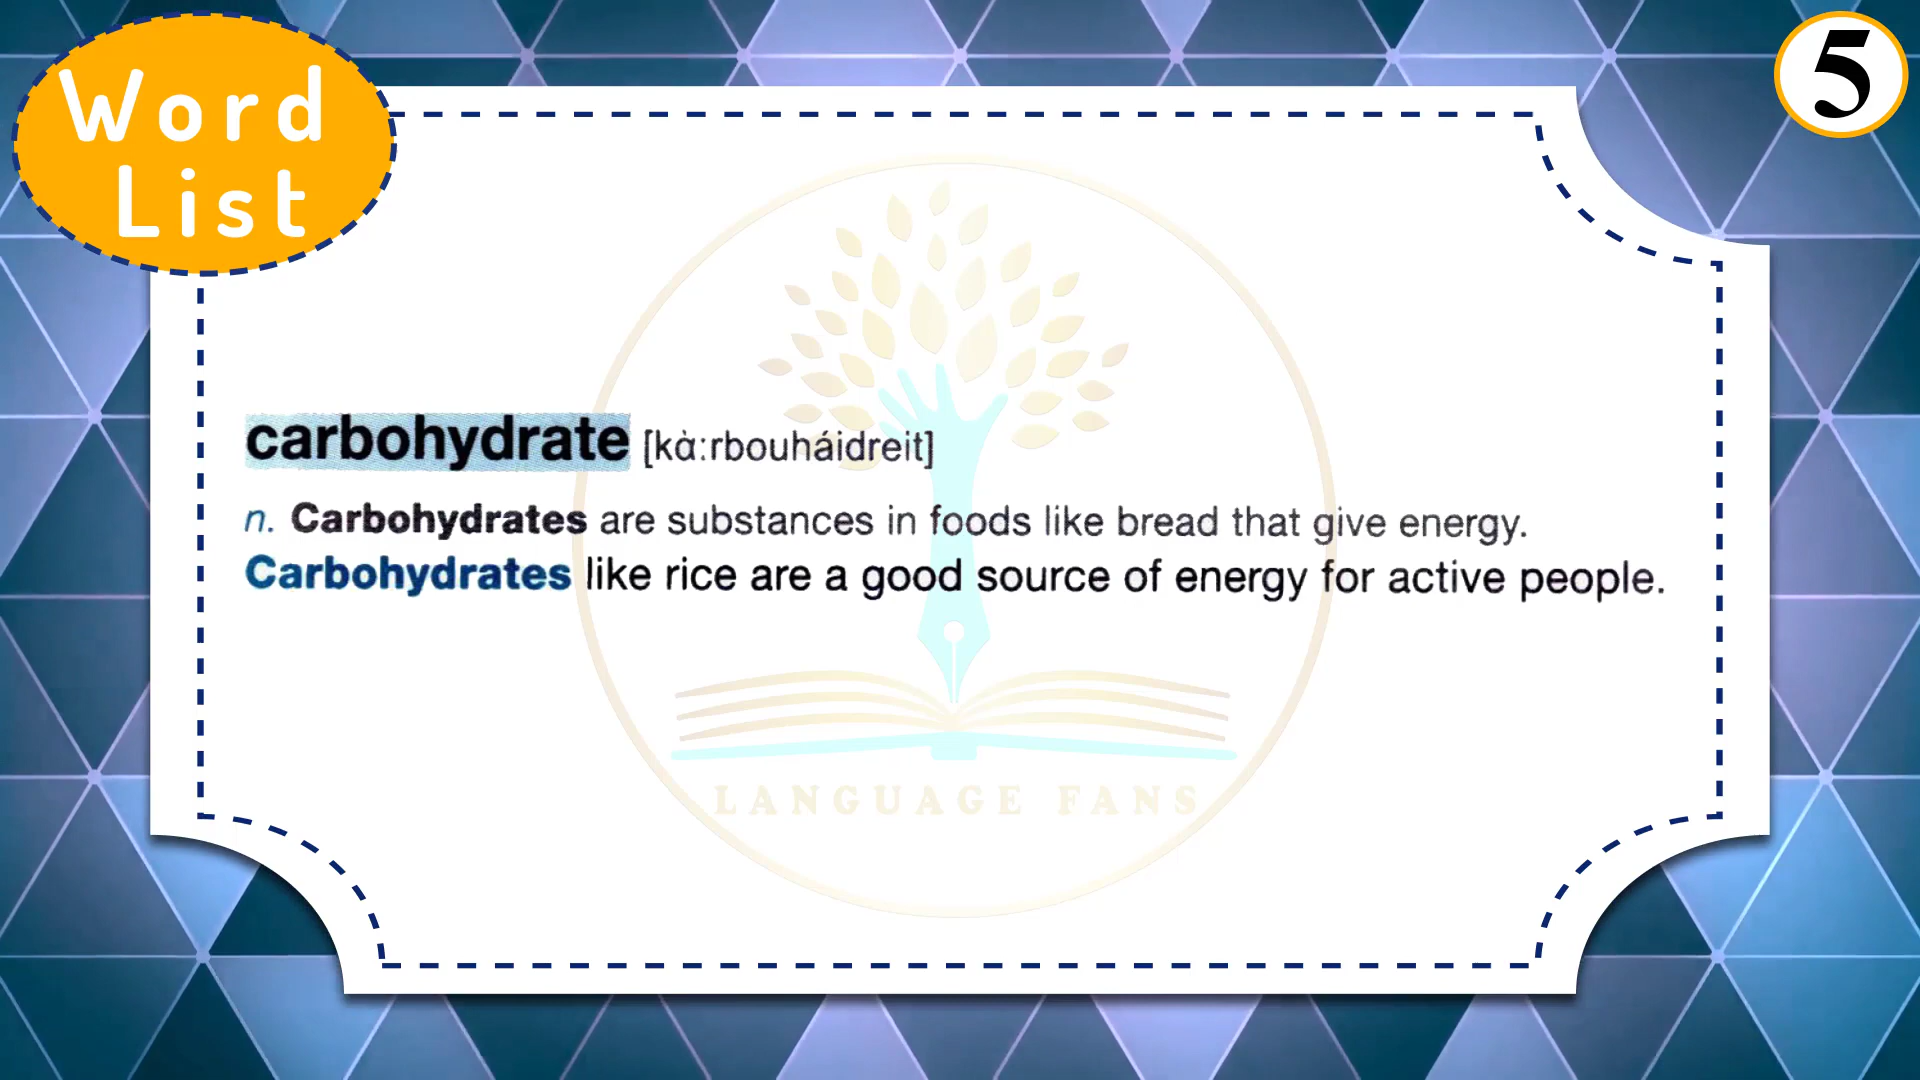 Word
List
5
carbohydrate [kὰ:rbouháidreit]
n. Carbohydrates are substances in foods like bread that give energy.
Carbohydrates like rice are a good source of energy for active people.
LANGUAGE FANS